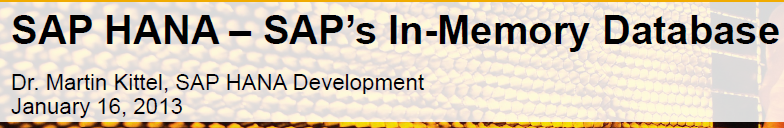 SAP HANA – SAP's In-Memory Database
Dr. Martin Kittel, SAP HANA Development
January 16, 2013